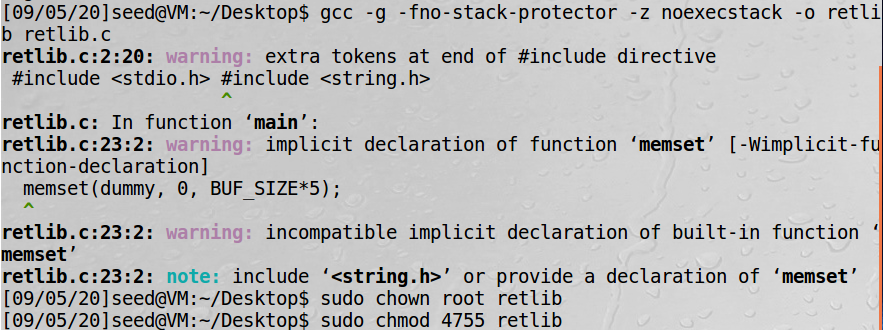 [09/05/20]seed@VM:~/Desktop$ gcc -g -fno-stack-protector -z noexecstack -o retli
b retlib.c
retlib.c:2:20: warning: extra tokens at end of #include directive
 #include <stdio.h> #include <string.h>
                    ^
retlib.c: In function ‘main’:
retlib.c:23:2: warning: implicit declaration of function ‘memset’ [-Wimplicit-fu
nction-declaration]
  memset(dummy, 0, BUF_SIZE*5);
  ^
retlib.c:23:2: warning: incompatible implicit declaration of built-in function ‘
memset’
retlib.c:23:2: note: include ‘<string.h>’ or provide a declaration of ‘memset’
[09/05/20]seed@VM:~/Desktop$ sudo chown root retlib
[09/05/20]seed@VM:~/Desktop$ sudo chmod 4755 retlib